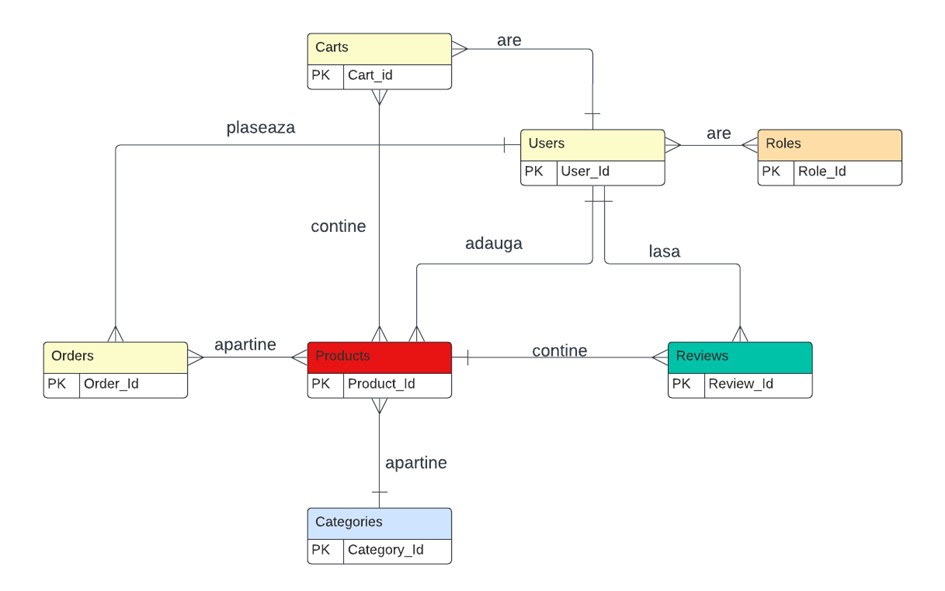 Carts
PK Cart_id
are
plaseaza
Users
PK User_Id
are
Roles
PK Role_Id
contine
adauga
lasa
Orders
PK Order_Id
apartine
Products
PK Product_Id
contine
Reviews
PK Review_Id
apartine
Categories
PK Category_Id